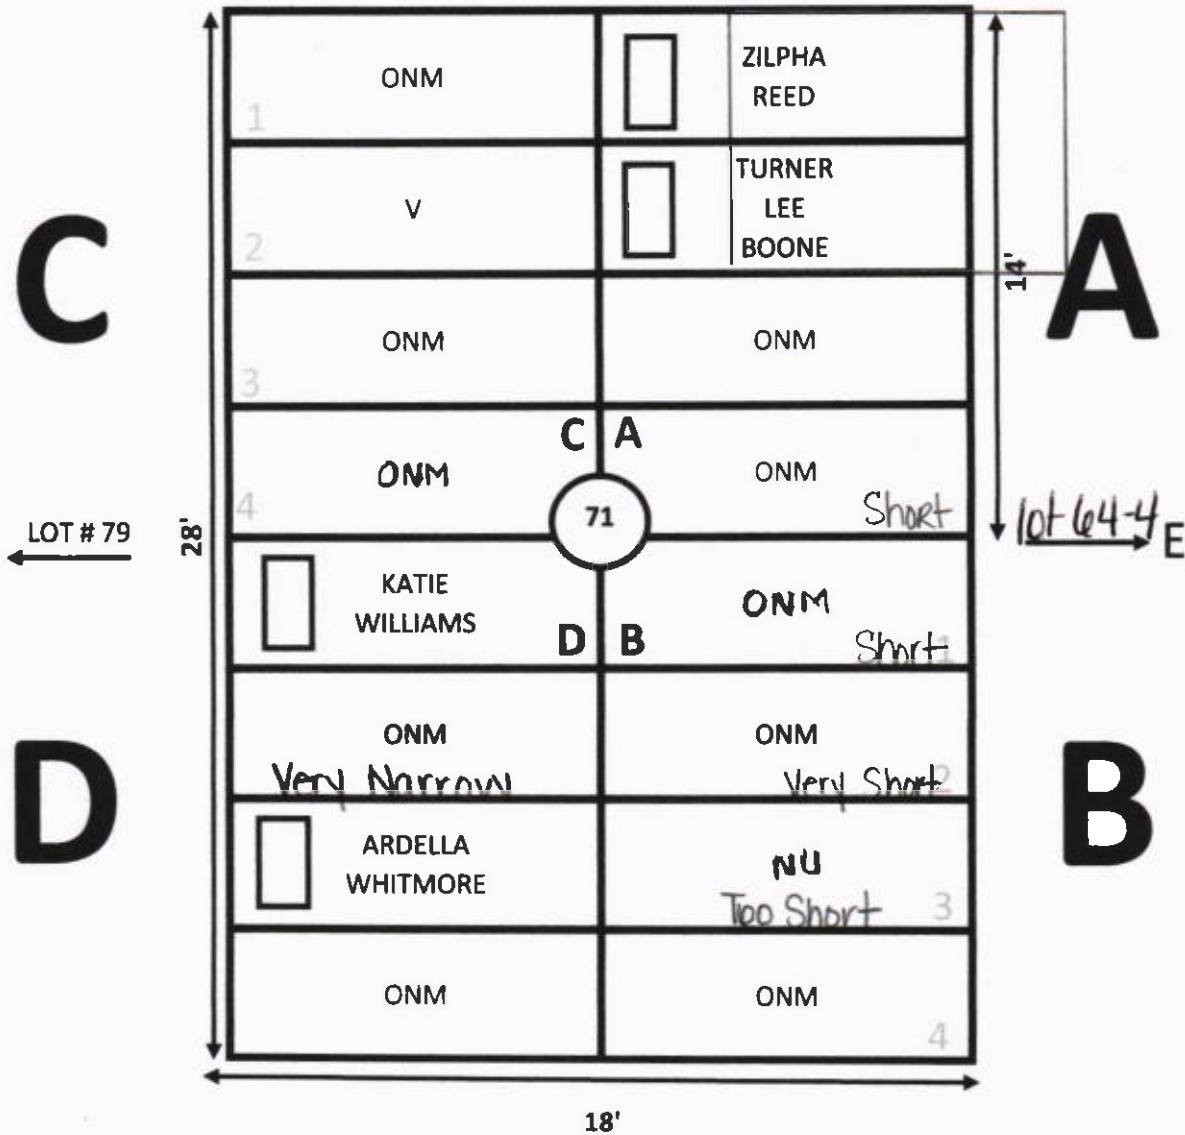 ONM
1
ZILPHA
REED
V
2
TURNER
LEE
BOONE
C
A
14'
ONM
3
ONM
C A
ONM
4
ONM
Short
71
LOT # 79
28'
lot 64-4
E
KATIE
WILLIAMS
D B
ONM
Short 1
ONM
Very Narrow
ONM
Very Short 2
D
B
ARDELLA
WHITMORE
NU
Too Short 3
ONM
ONM
4
18'